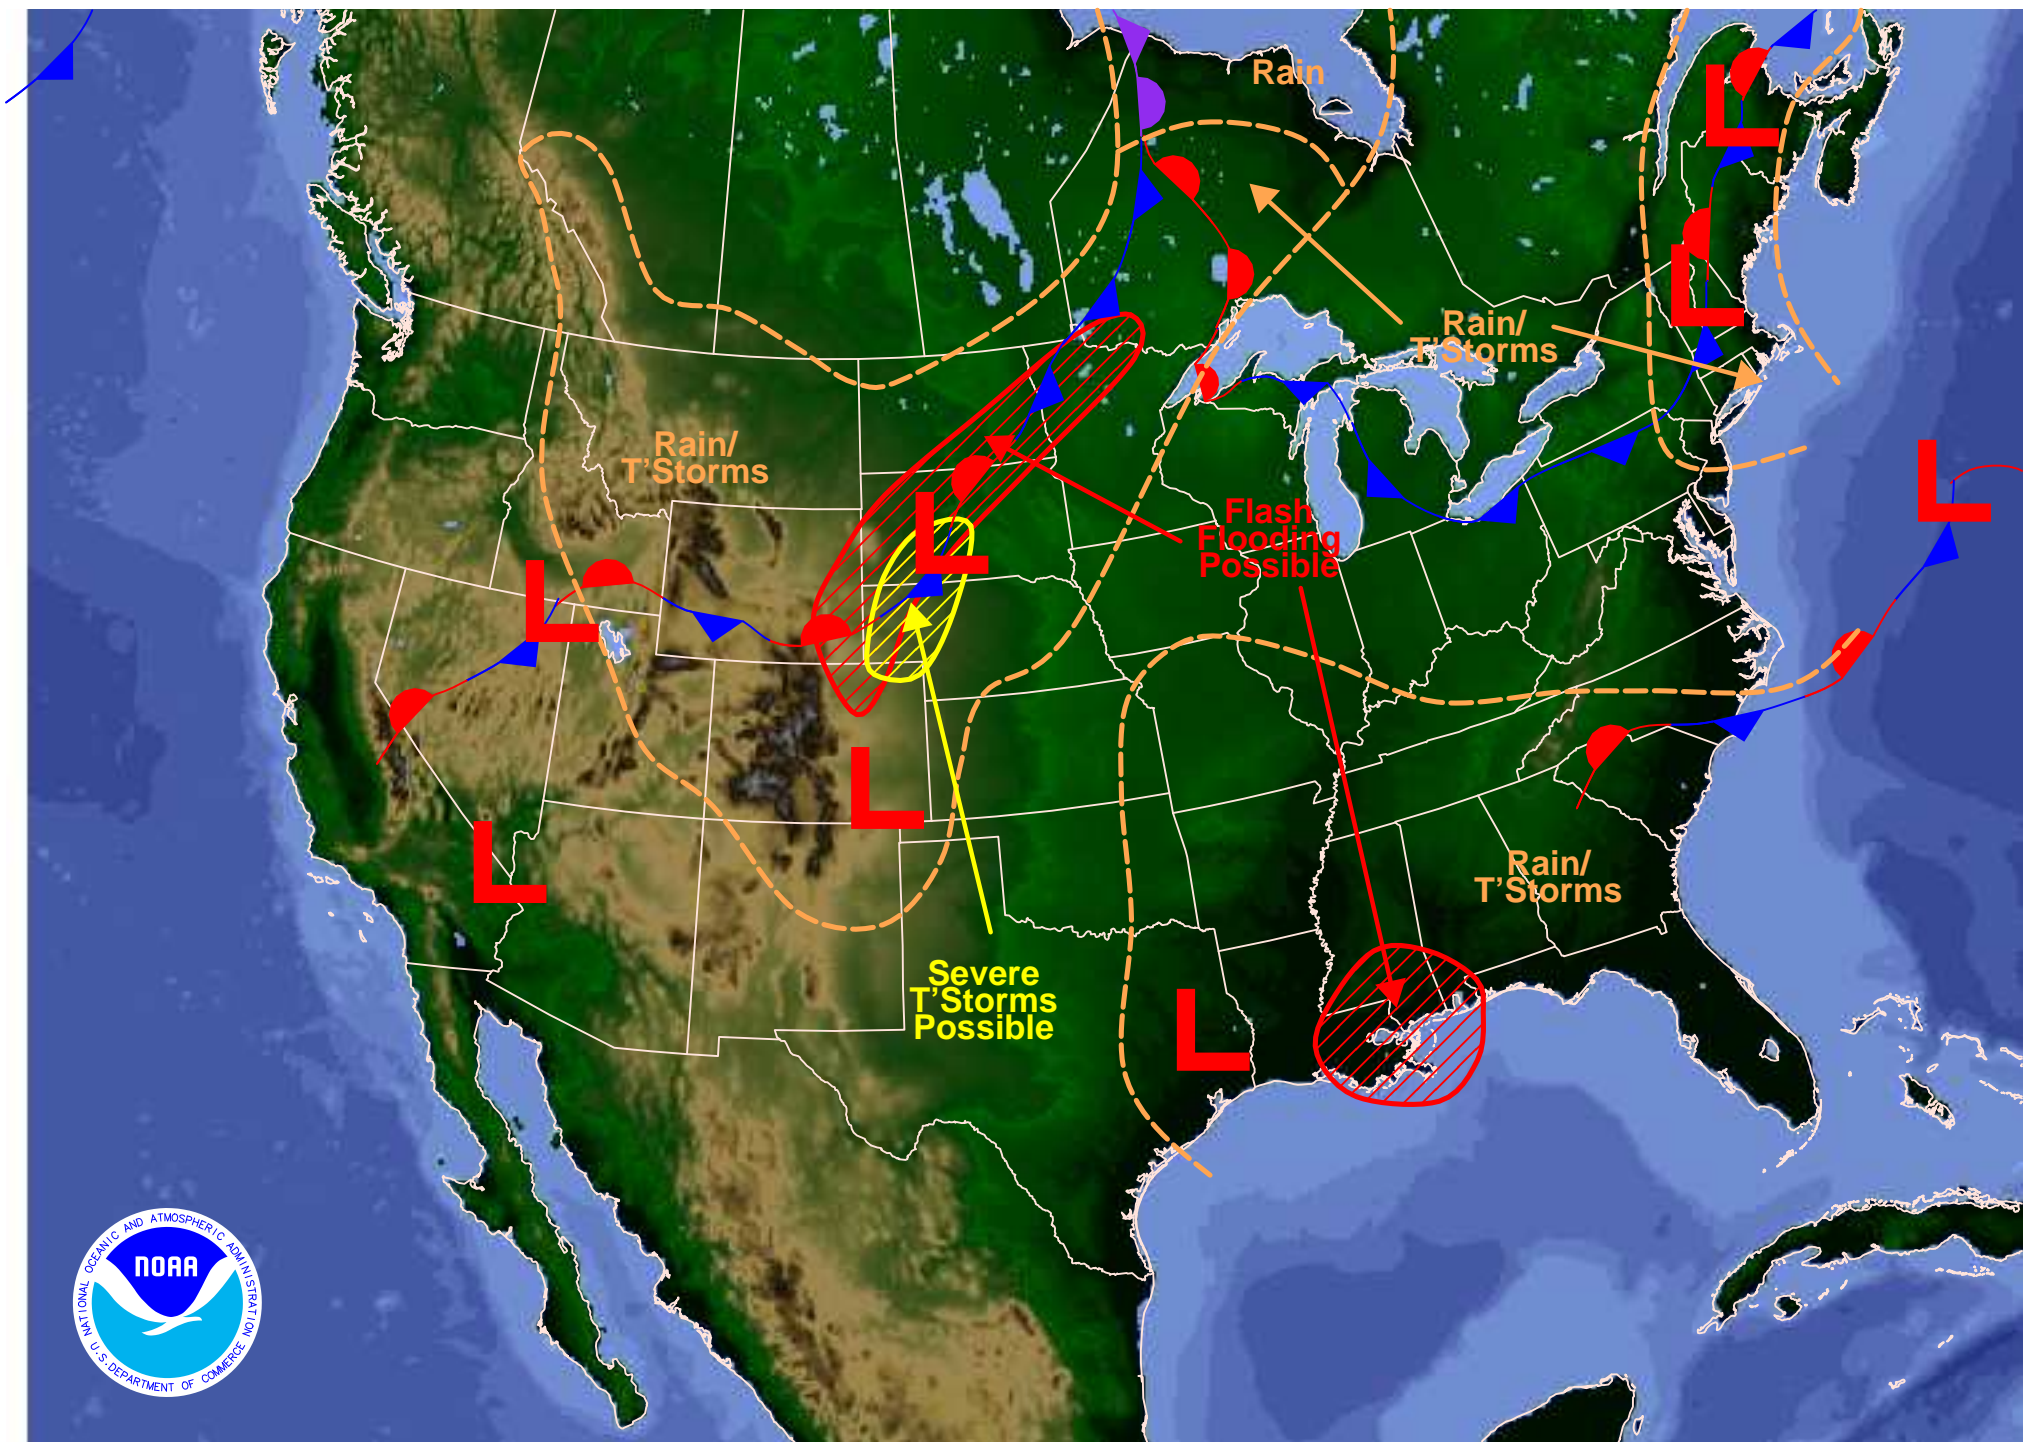 Rain
Rain/
T'Storms
Rain/
T'Storms
Flash
Flooding
Possible
Rain/
T'Storms
Severe
T'Storms
Possible
L
L
L
L
L
L
L
L
L
NATIONAL OCEANIC AND ATMOSPHERIC ADMINISTRATION
NOAA
U.S. DEPARTMENT OF COMMERCE